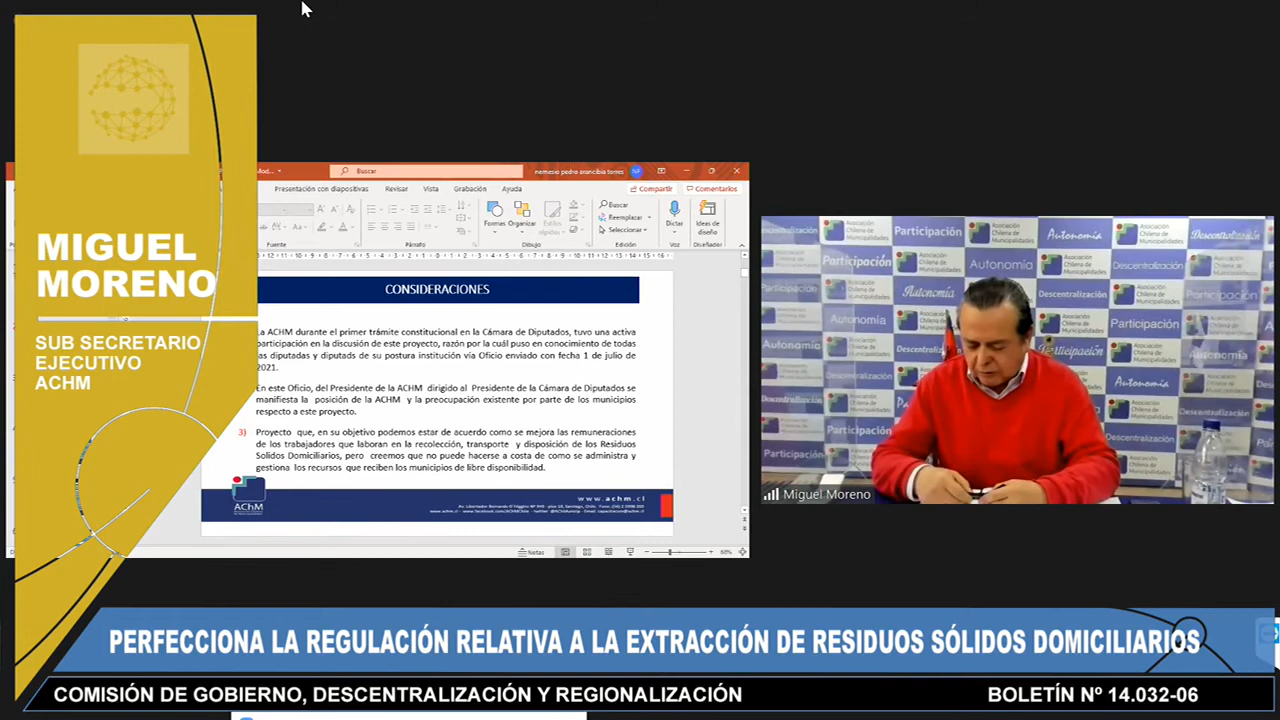 MIGUEL
MORENO
SUB SECRETARIO
EJECUTIVO
ACHM
Buscar
nemesio pedro arancibia torres
Presentación con diapositivas
Revisar
Vista
Grabación
Ayuda
Compartir
Comentarios
Formas
Organizar
Estilos
rápidos
Buscar
Reemplazar
Seleccionar
Dictar
Ideas de
diseño
Fuente
Párrafo
Dibujo
Edición
Voz
Diseñador
CONSIDERACIONES
La ACHM durante el primer trámite constitucional en la Cámara de Diputados, tuvo una activa
participación en la discusión de este proyecto, razón por la cuál puso en conocimiento de todas
las diputadas y diputads de su postura institución vía Oficio enviado con fecha 1 de julio de
2021.
En este Oficio, del Presidente de la ACHM dirigido al Presidente de la Cámara de Diputados se
manifiesta la posición de la ACHM y la preocupación existente por parte de los municipios
respecto a este proyecto.
3) Proyecto que, en su objetivo podemos estar de acuerdo como se mejora las remuneraciones
de los trabajadores que laboran en la recolección, transporte y disposición de los Residuos
Solidos Domiciliarios, pero creemos que no puede hacerse a costa de como se administra y
gestiona los recursos que reciben los municipios de libre disponibilidad.
AChM
www.achm.cl
Notas
68%
Participación
Asociación
Chilena de
Municipalidades
Autonomía
Descentralización
Miguel Moreno
PERFECCIONA LA REGULACIÓN RELATIVA A LA EXTRACCIÓN DE RESIDUOS SÓLIDOS DOMICILIARIOS
COMISIÓN DE GOBIERNO, DESCENTRALIZACIÓN Y REGIONALIZACIÓN
BOLETÍN Nº 14.032-06